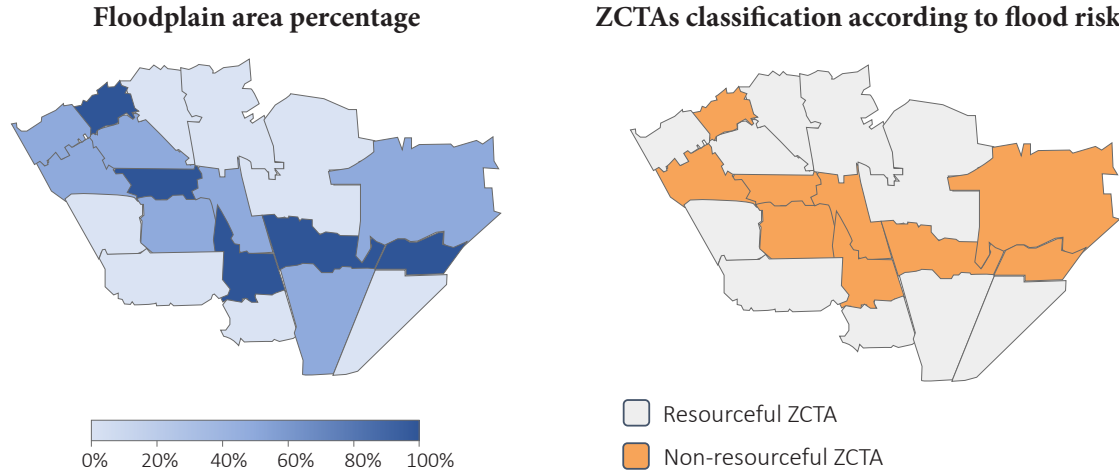 Floodplain area percentage
ZCTAs classification according to flood risk
0% 20% 40% 60% 80% 100%
Resourceful ZCTA
Non-resourceful ZCTA